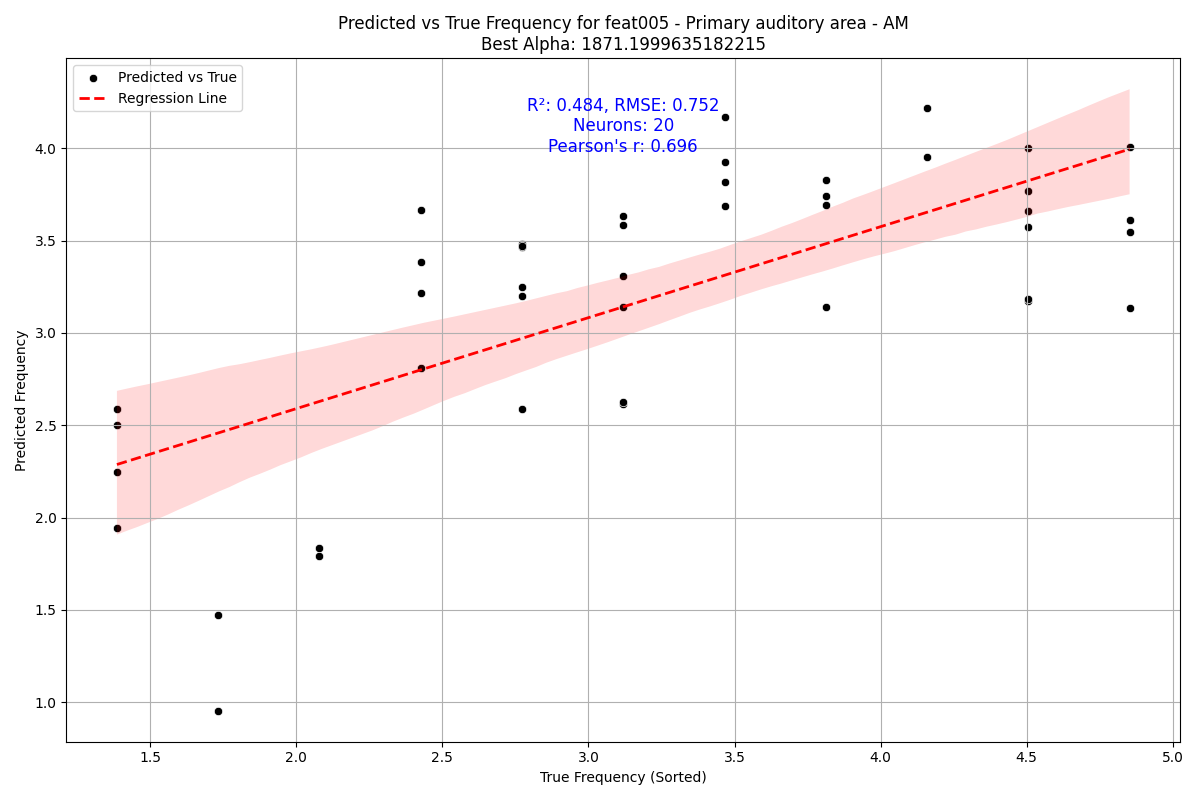 Predicted vs True Frequency for feat005 - Primary auditory area - AM
Best Alpha: 1871.1999635182215
Predicted vs True
Regression Line
R²: 0.484, RMSE: 0.752
Neurons: 20
Pearson's r: 0.696
Predicted Frequency
4.0
3.5
3.0
2.5
2.0
1.5
1.0
1.5
2.0
2.5
3.0
3.5
4.0
4.5
5.0
True Frequency (Sorted)